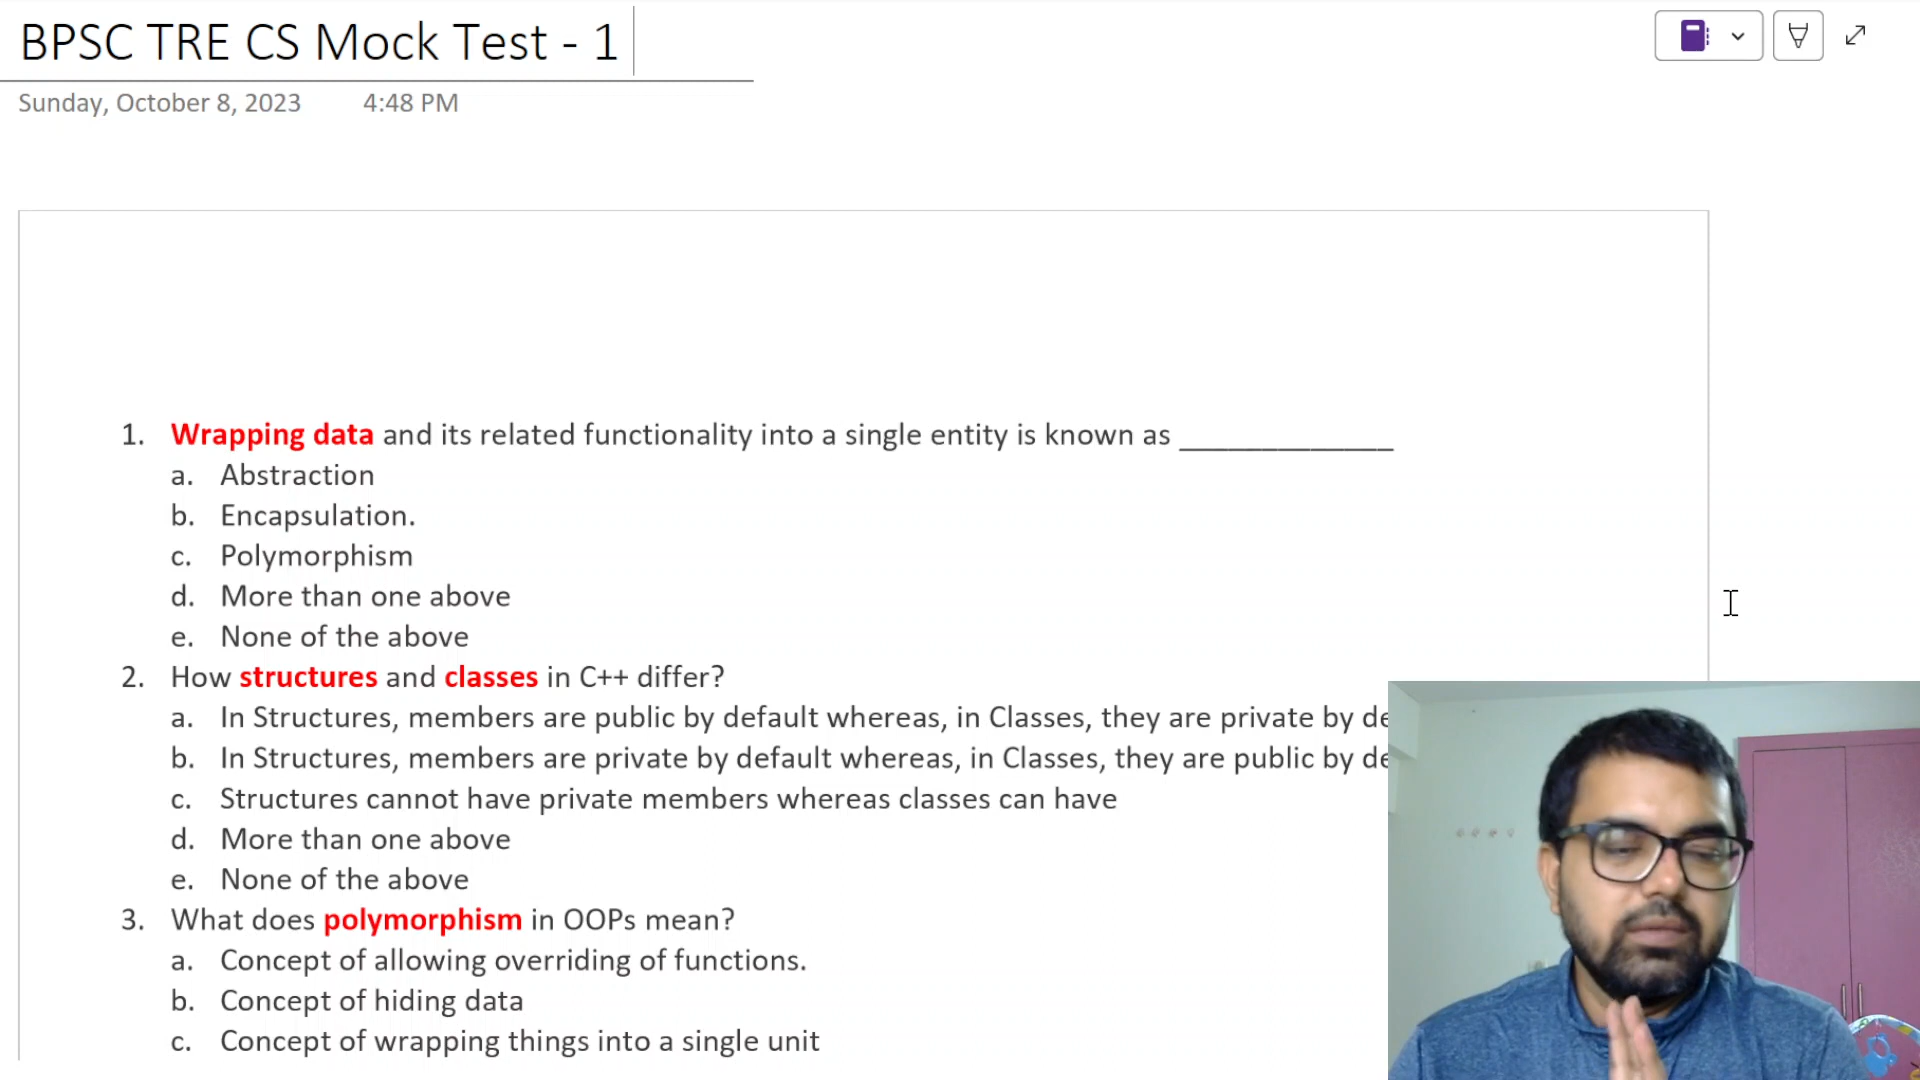 BPSC TRE CS Mock Test - 1
Sunday, October 8, 2023 4:48 PM
1. Wrapping data and its related functionality into a single entity is known as _____________
a. Abstraction
b. Encapsulation.
c. Polymorphism
d. More than one above
e. None of the above
2. How structures and classes in C++ differ?
a. In Structures, members are public by default whereas, in Classes, they are private by de
b. In Structures, members are private by default whereas, in Classes, they are public by de
c. Structures cannot have private members whereas classes can have
d. More than one above
e. None of the above
3. What does polymorphism in OOPs mean?
a. Concept of allowing overriding of functions.
b. Concept of hiding data
c. Concept of wrapping things into a single unit